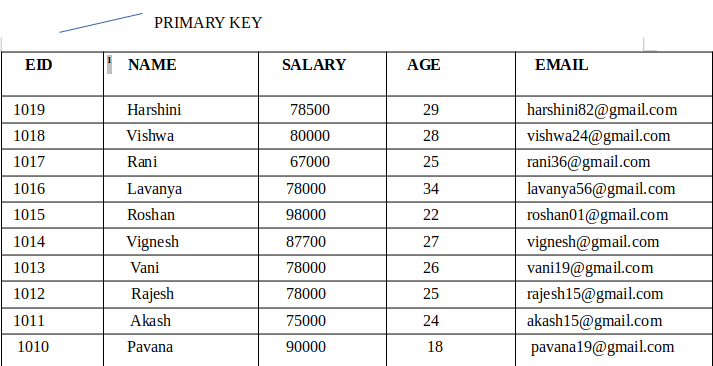 PRIMARY KEY
EID 1 NAME SALARY AGE EMAIL
1019 Harshini 78500 29 harshini82@gmail.com
1018 Vishwa 80000 28 vishwa24@gmail.com
1017 Rani 67000 25 rani36@gmail.com
1016 Lavanya 78000 34 lavanya56@gmail.com
1015 Roshan 98000 22 roshan01@gmail.com
1014 Vignesh 87700 27 vignesh@gmail.com
1013 Vani 78000 26 vani19@gmail.com
1012 Rajesh 78000 25 rajesh15@gmail.com
1011 Akash 75000 24 akash15@gmail.com
1010 Pavana 90000 18 pavana19@gmail.com